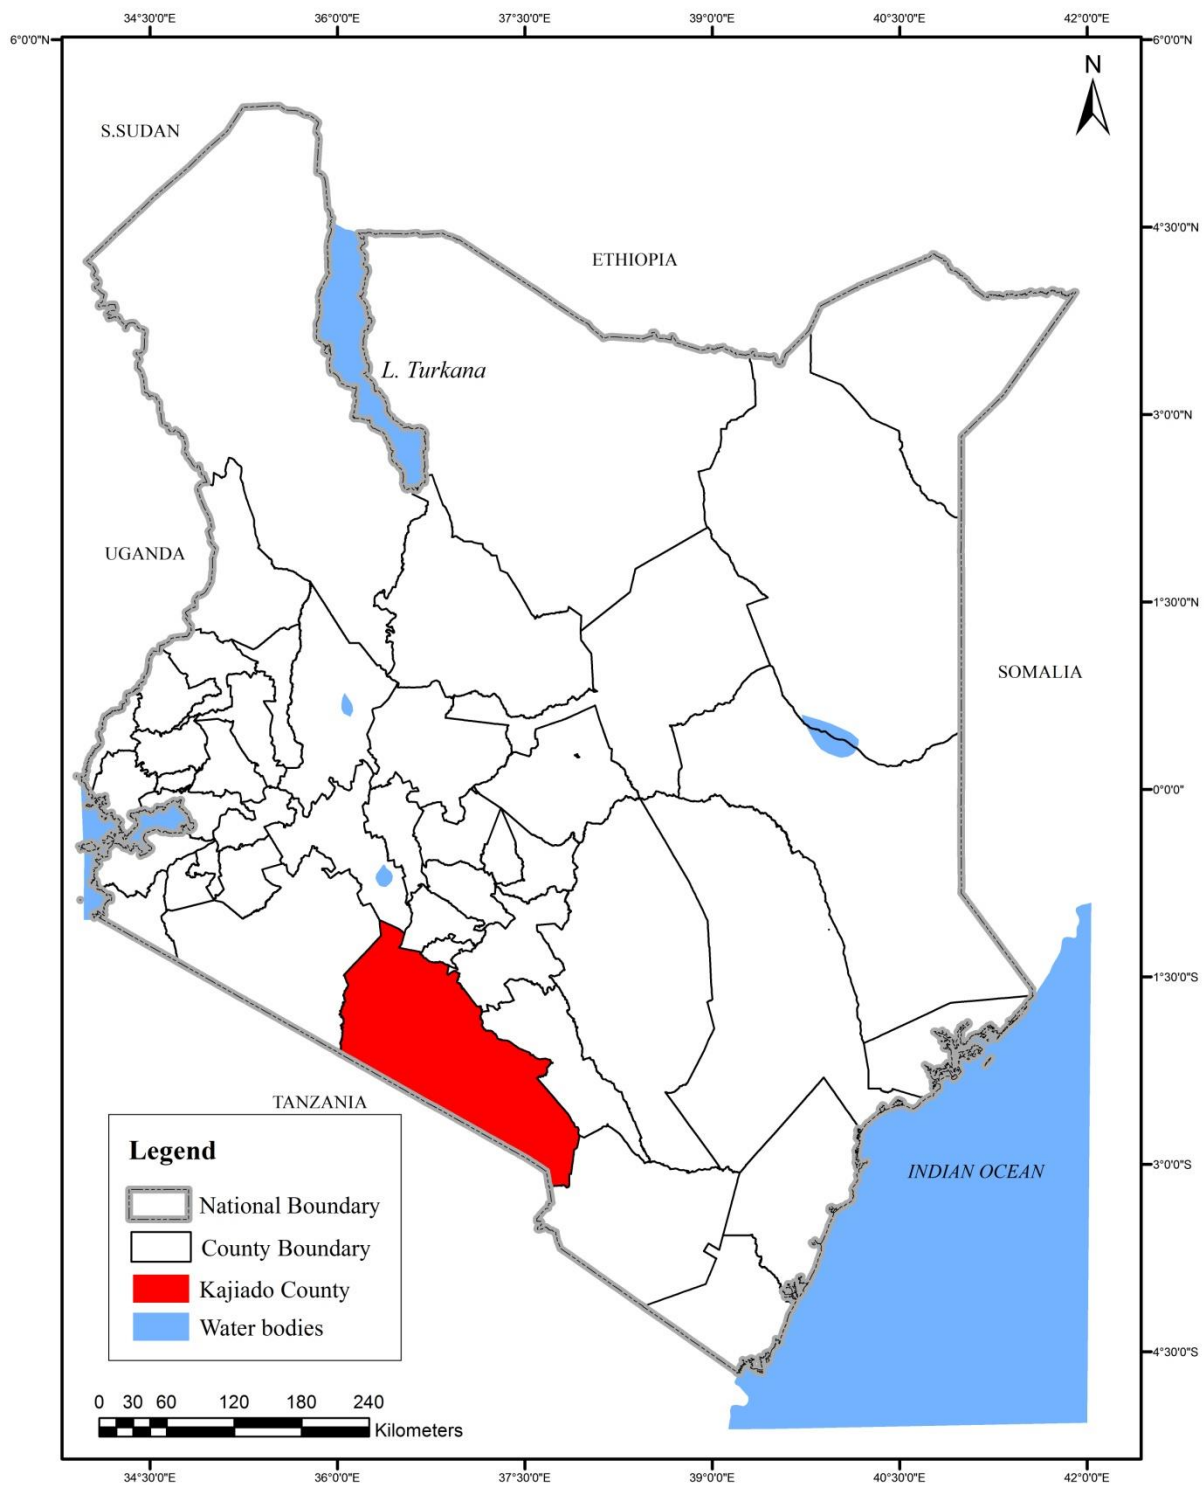 34°30'0"E 36°0'0"E 37°30'0"E 39°0'0"E 40°30'0"E 42°0'0"E
6°0'0"N 6°0'0"N
N
S.SUDAN
4°30'0"N
ETHIOPIA
L. Turkana
3°0'0"N
UGANDA
1°30'0"N
SOMALIA
0°0'0"
1°30'0"S
TANZANIA
Legend
National Boundary
County Boundary
Kajiado County
Water bodies
3°0'0"S
INDIAN OCEAN
4°30'0"S
0 30 60 120 180 240
Kilometers
34°30'0"E 36°0'0"E 37°30'0"E 39°0'0"E 40°30'0"E 42°0'0"E